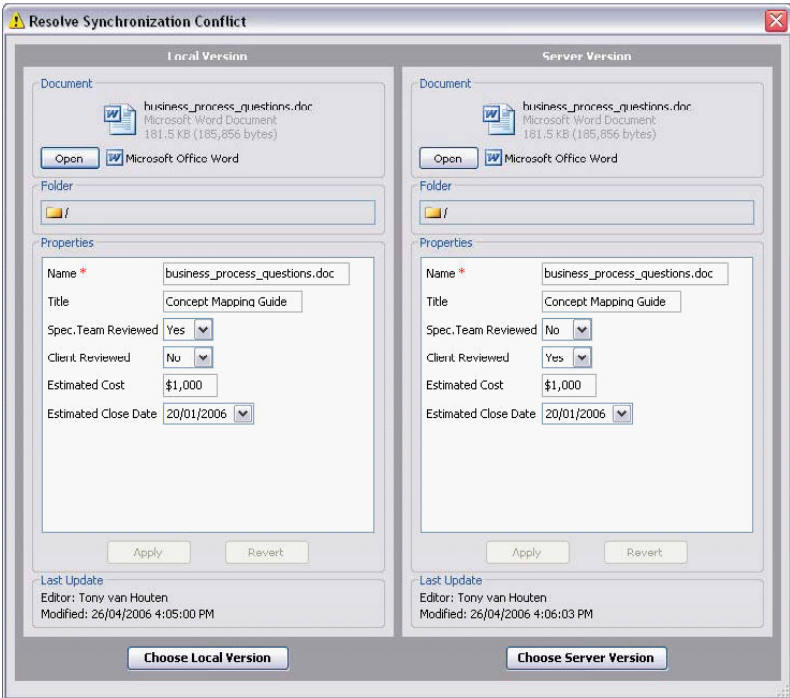 Resolve Synchronization Conflict
Local Version
Document
business_process_questions.doc
Microsoft Word Document
181.5 KB (185,856 bytes)
Open Microsoft Office Word
Folder
/
Properties
Name * business_process_questions.doc
Title Concept Mapping Guide
Spec.Team Reviewed Yes
Client Reviewed No
Estimated Cost $1,000
Estimated Close Date 20/01/2006
Apply Revert
Last Update
Editor: Tony van Houten
Modified: 26/04/2006 4:05:00 PM
Choose Local Version
Server Version
Document
business_process_questions.doc
Microsoft Word Document
181.5 KB (185,856 bytes)
Open Microsoft Office Word
Folder
/
Properties
Name * business_process_questions.doc
Title Concept Mapping Guide
Spec.Team Reviewed No
Client Reviewed Yes
Estimated Cost $1,000
Estimated Close Date 20/01/2006
Apply Revert
Last Update
Editor: Tony van Houten
Modified: 26/04/2006 4:06:03 PM
Choose Server Version